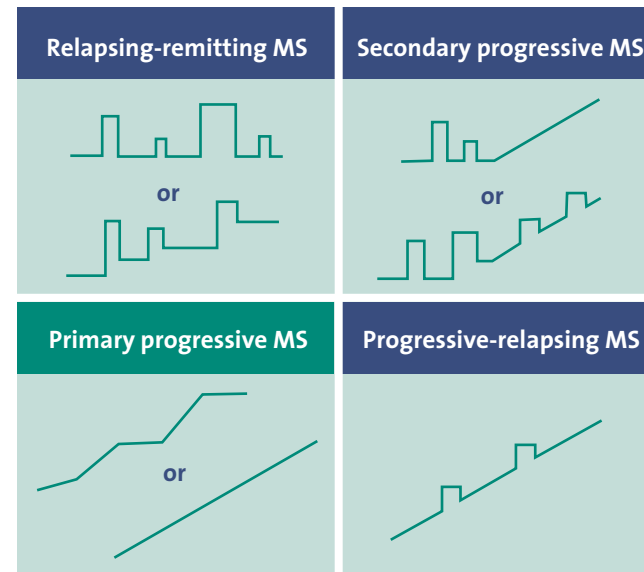 Relapsing-remitting MS
Secondary progressive MS
or
or
Primary progressive MS
Progressive-relapsing MS
or